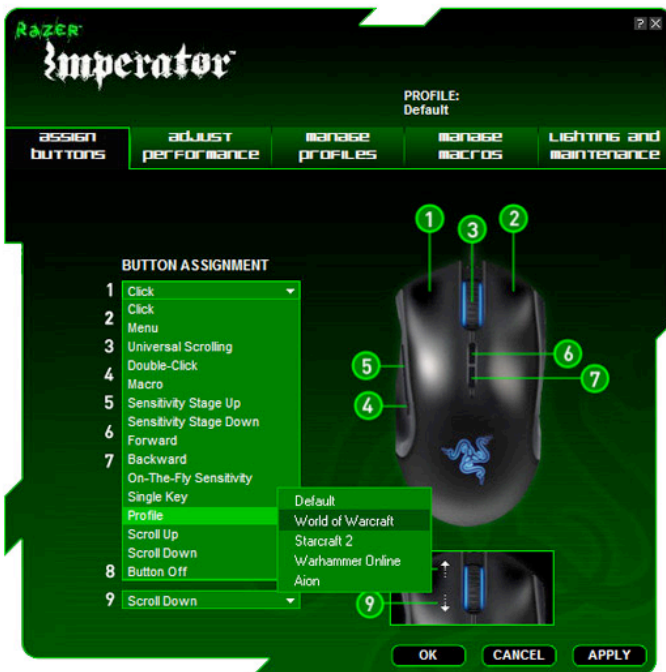 RAZER
Imperator™
? X
PROFILE:
Default
assign buttons
adjust performance
manage profiles
manage macros
Lighting and maintenance
BUTTON ASSIGNMENT
1 Click
Click
2 Menu
3 Universal Scrolling
Double-Click
4 Macro
5 Sensitivity Stage Up
Sensitivity Stage Down
6 Forward
7 Backward
On-The-Fly Sensitivity
Single Key
Profile
Scroll Up
Scroll Down
8 Button Off
9 Scroll Down
Default
World of Warcraft
Starcraft 2
Warhammer Online
Aion
1
2
3
6
5
7
4
9
OK CANCEL APPLY